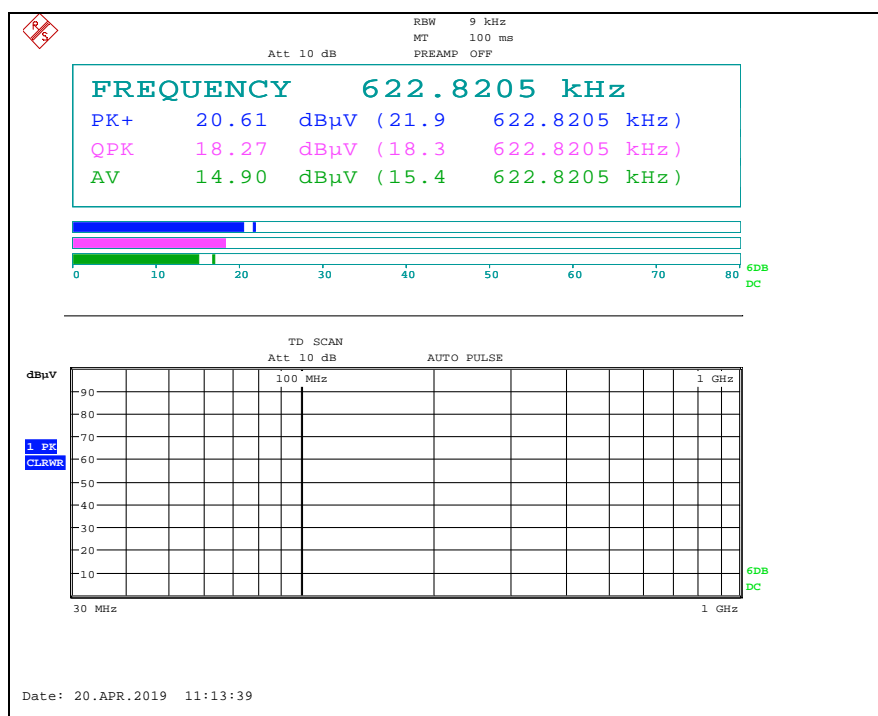 R S
RBW 9 kHz
MT 100 ms
Att 10 dB PREAMP OFF
FREQUENCY 622.8205 kHz
PK+ 20.61 dBµV (21.9 622.8205 kHz)
QPK 18.27 dBµV (18.3 622.8205 kHz)
AV 14.90 dBµV (15.4 622.8205 kHz)
0 10 20 30 40 50 60 70 80
6DB
DC
TD SCAN
Att 10 dB AUTO PULSE
dBµV
100 MHz 1 GHz
90
80
70
1 PK
CLRWR
60
50
40
30
20
10
6DB
DC
30 MHz 1 GHz
Date: 20.APR.2019 11:13:39